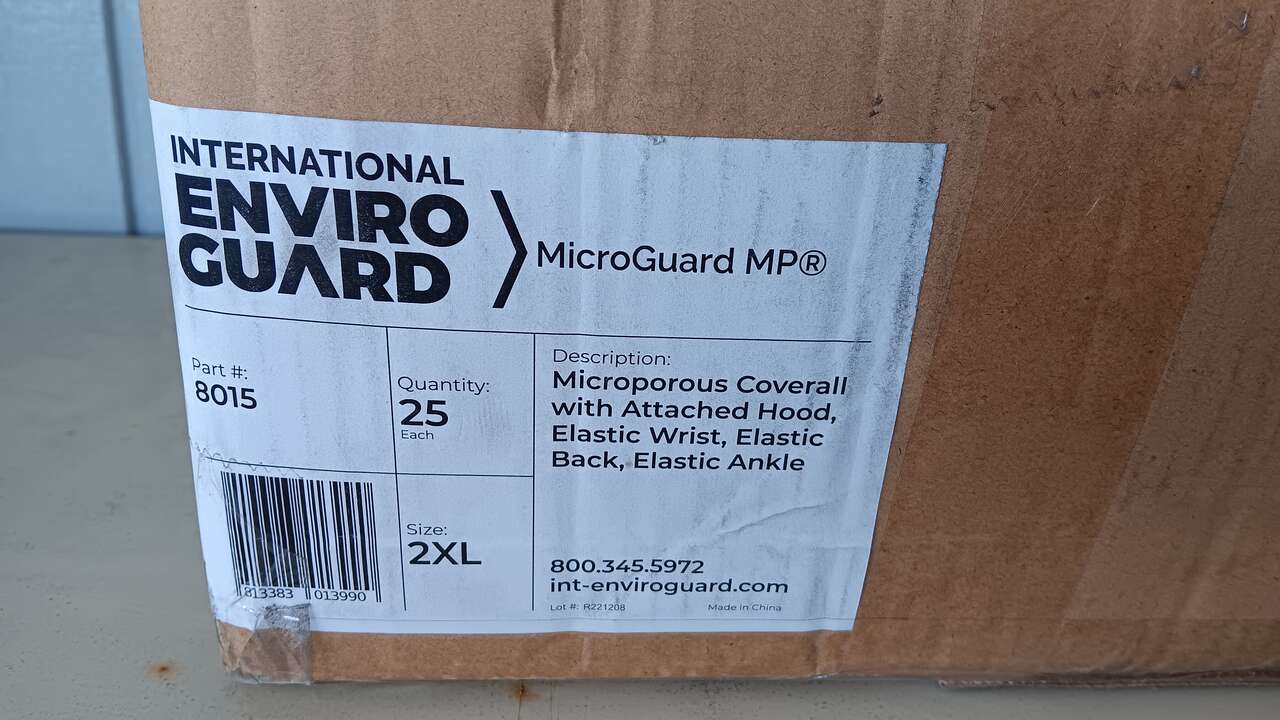 INTERNATIONAL
ENVIRO
GUARD
MicroGuard MP®
Part #:
8015
Quantity:
25
Each
Description:
Microporous Coverall
with Attached Hood,
Elastic Wrist, Elastic
Back, Elastic Ankle
Size:
2XL
813383 013990
800.345.5972
int-enviroguard.com
Lot #: R221208 Made in China